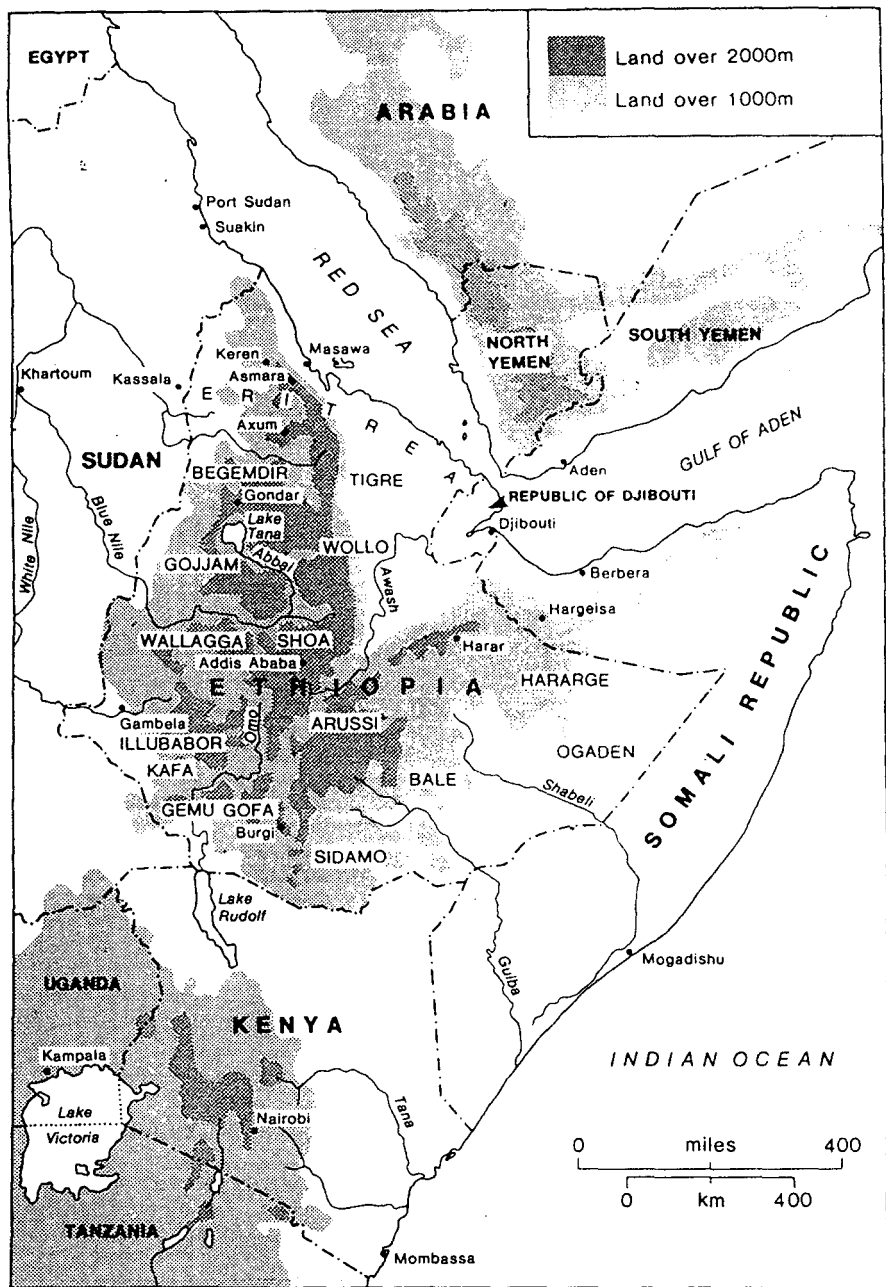 EGYPT
Land over 2000m
Land over 1000m
ARABIA
Port Sudan
Suakin
RED SEA
NORTH
YEMEN
SOUTH YEMEN
Keren
Masawa
Khartoum
Kassala
Asmara
ERITREA
Axum
SUDAN
BEGEMDIR
TIGRE
Aden
GULF OF ADEN
Gondar
REPUBLIC OF DJIBOUTI
Djibouti
Lake
Tana
WOLLO
White Nile
Blue Nile
GOJJAM
Abbai
Awash
Berbera
Hargeisa
WALLAGGA
SHOA
Harar
Addis Ababa
ETHIOPIA
HARARGE
SOMALI REPUBLIC
Gambela
Omo
ARUSSI
ILLUBABOR
OGADEN
KAFA
BALE
Shabeli
GEMU GOFA
Burgi
SIDAMO
Lake
Rudolf
Mogadishu
UGANDA
Guiba
KENYA
Kampala
INDIAN OCEAN
Lake
Victoria
Nairobi
Tana
0 miles 400
0 km 400
TANZANIA
Mombassa